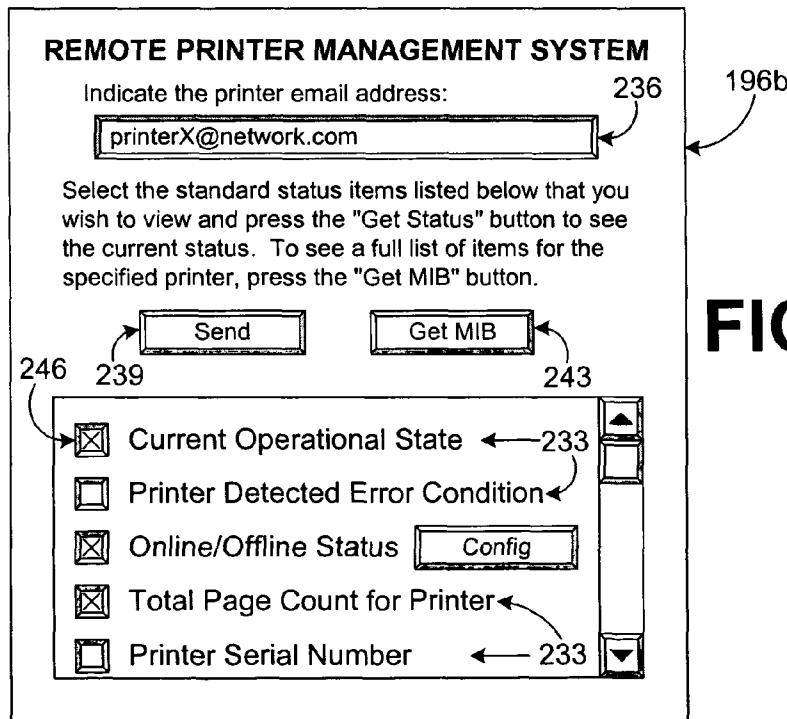 REMOTE PRINTER MANAGEMENT SYSTEM
Indicate the printer email address:
236
196b
printerX@network.com
Select the standard status items listed below that you
wish to view and press the "Get Status" button to see
the current status. To see a full list of items for the
specified printer, press the "Get MIB" button.
Send
Get MIB
FIG
246
239
243
Current Operational State
233
Printer Detected Error Condition
Online/Offline Status
Config
Total Page Count for Printer
Printer Serial Number
233